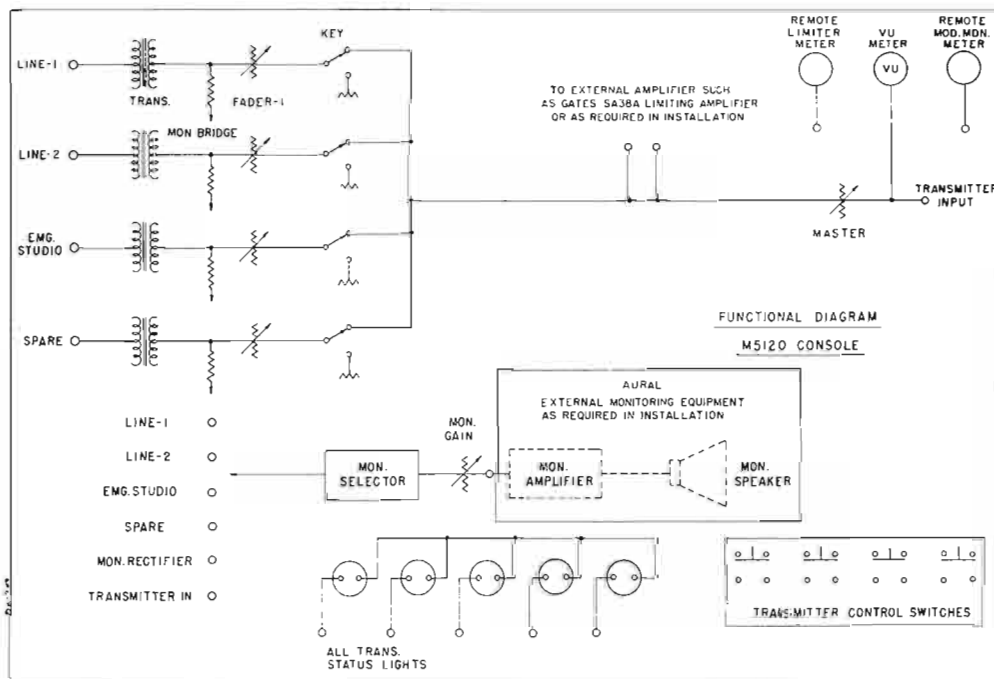 LINE-1
TRANS.
FADER-1
KEY
LINE-2
MON BRIDGE
EMG.
STUDIO
SPARE
REMOTE
LIMITER
METER
VU
METER
VU
REMOTE
MOD. MDN.
METER
TO EXTERNAL AMPLIFIER SUCH
AS GATES SA38A LIMITING AMPLIFIER
OR AS REQUIRED IN INSTALLATION
TRANSMITTER
INPUT
MASTER
FUNCTIONAL DIAGRAM
M5120 CONSOLE
LINE-1
LINE-2
EMG. STUDIO
SPARE
MON. RECTIFIER
TRANSMITTER IN
MON.
SELECTOR
MON.
GAIN
AURAL
EXTERNAL MONITORING EQUIPMENT
AS REQUIRED IN INSTALLATION
MON.
AMPLIFIER
MON.
SPEAKER
ALL TRANS.
STATUS LIGHTS
TRANSMITTER CONTROL SWITCHES